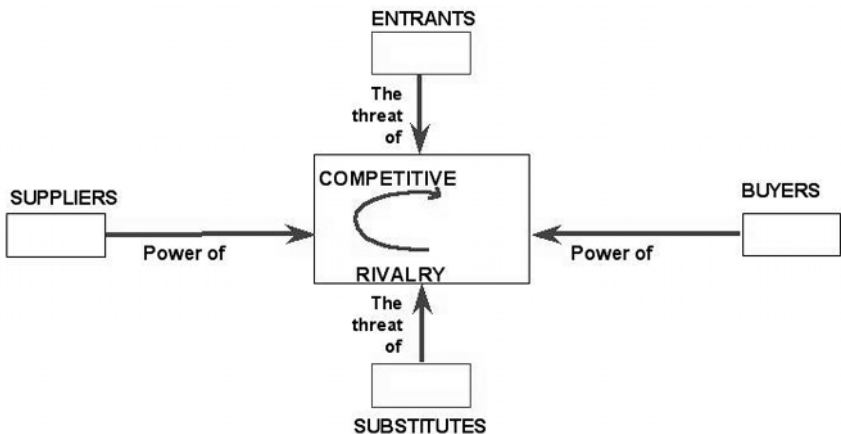 ENTRANTS
The
threat
of
COMPETITIVE
SUPPLIERS
BUYERS
Power of
Power of
RIVALRY
The
threat
of
SUBSTITUTES